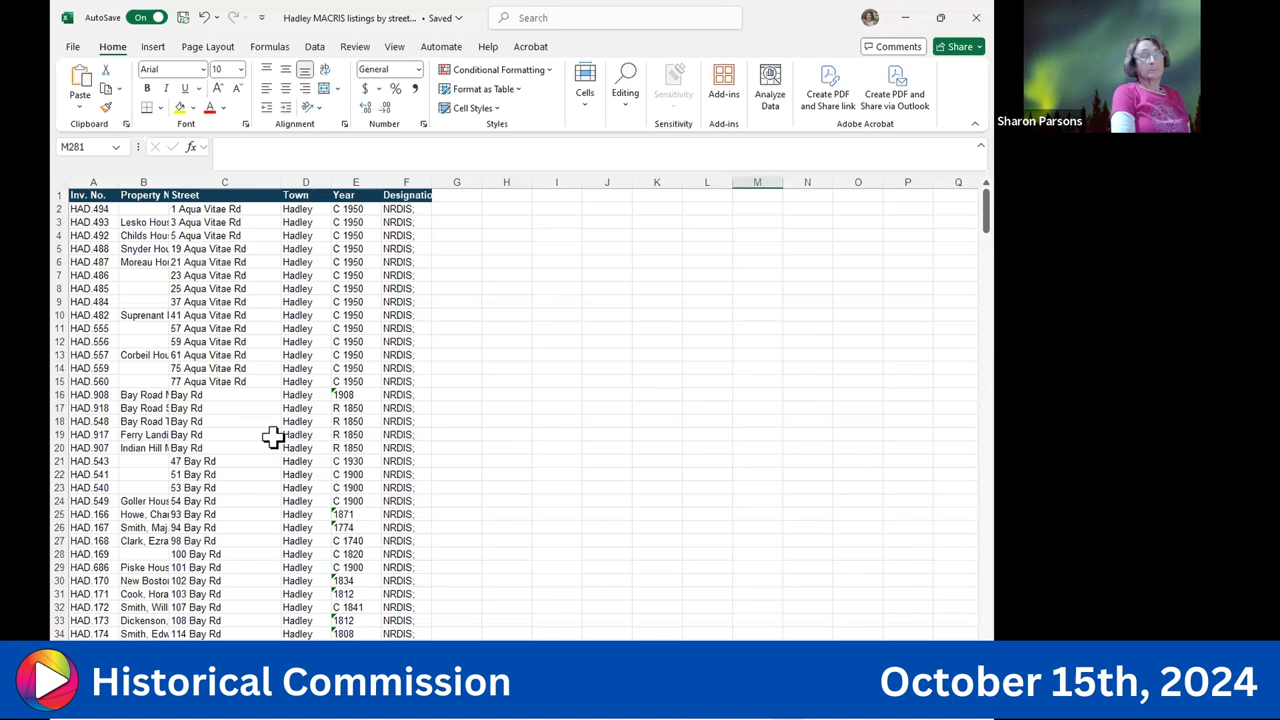 AutoSave On Hadley MACRIS listings by street... • Saved Search
File Home Insert Page Layout Formulas Data Review View Automate Help Acrobat Comments Share
Arial 10 General Conditional Formatting
Paste B I U A A $ % 9 Format as Table Cells Editing Sensitivity Add-ins Analyze Data Create PDF and Share link Create PDF and Share via Outlook
A Cell Styles
Clipboard Font Alignment Number Styles Sensitivity Add-ins Adobe Acrobat
Sharon Parsons
M281 fx
A B C D E F G H I J K L M N O P Q
1 Inv. No. Property N Street Town Year Designatio
2 HAD.494 1 Aqua Vitae Rd Hadley C 1950 NRDIS;
3 HAD.493 Lesko Hous 3 Aqua Vitae Rd Hadley C 1950 NRDIS;
4 HAD.492 Childs Hous 5 Aqua Vitae Rd Hadley C 1950 NRDIS;
5 HAD.488 Snyder Hou 19 Aqua Vitae Rd Hadley C 1950 NRDIS;
6 HAD.487 Moreau Hou 21 Aqua Vitae Rd Hadley C 1950 NRDIS;
7 HAD.486 23 Aqua Vitae Rd Hadley C 1950 NRDIS;
8 HAD.485 25 Aqua Vitae Rd Hadley C 1950 NRDIS;
9 HAD.484 37 Aqua Vitae Rd Hadley C 1950 NRDIS;
10 HAD.482 Suprenant 41 Aqua Vitae Rd Hadley C 1950 NRDIS;
11 HAD.555 57 Aqua Vitae Rd Hadley C 1950 NRDIS;
12 HAD.556 59 Aqua Vitae Rd Hadley C 1950 NRDIS;
13 HAD.557 Corbeil Hou 61 Aqua Vitae Rd Hadley C 1950 NRDIS;
14 HAD.559 75 Aqua Vitae Rd Hadley C 1950 NRDIS;
15 HAD.560 77 Aqua Vitae Rd Hadley C 1950 NRDIS;
16 HAD.908 Bay Road M Bay Rd Hadley 1908 NRDIS;
17 HAD.918 Bay Road S Bay Rd Hadley R 1850 NRDIS;
18 HAD.548 Bay Road T Bay Rd Hadley R 1850 NRDIS;
19 HAD.917 Ferry Landi Bay Rd Hadley R 1850 NRDIS;
20 HAD.907 Indian Hill M Bay Rd Hadley R 1850 NRDIS;
21 HAD.543 47 Bay Rd Hadley C 1930 NRDIS;
22 HAD.541 51 Bay Rd Hadley C 1900 NRDIS;
23 HAD.540 53 Bay Rd Hadley C 1900 NRDIS;
24 HAD.549 Goller Hous 54 Bay Rd Hadley C 1900 NRDIS;
25 HAD.166 Howe, Cha 93 Bay Rd Hadley 1871 NRDIS;
26 HAD.167 Smith, Maj 94 Bay Rd Hadley 1774 NRDIS;
27 HAD.168 Clark, Ezra 98 Bay Rd Hadley C 1740 NRDIS;
28 HAD.169 100 Bay Rd Hadley C 1820 NRDIS;
29 HAD.686 Piske Hous 101 Bay Rd Hadley C 1900 NRDIS;
30 HAD.170 New Boston 102 Bay Rd Hadley 1834 NRDIS;
31 HAD.171 Cook, Hora 103 Bay Rd Hadley 1812 NRDIS;
32 HAD.172 Smith, Will 107 Bay Rd Hadley C 1841 NRDIS;
33 HAD.173 Dickenson, 108 Bay Rd Hadley 1812 NRDIS;
34 HAD.174 Smith, Edw 114 Bay Rd Hadley 1808 NRDIS;
Historical Commission October 15th, 2024